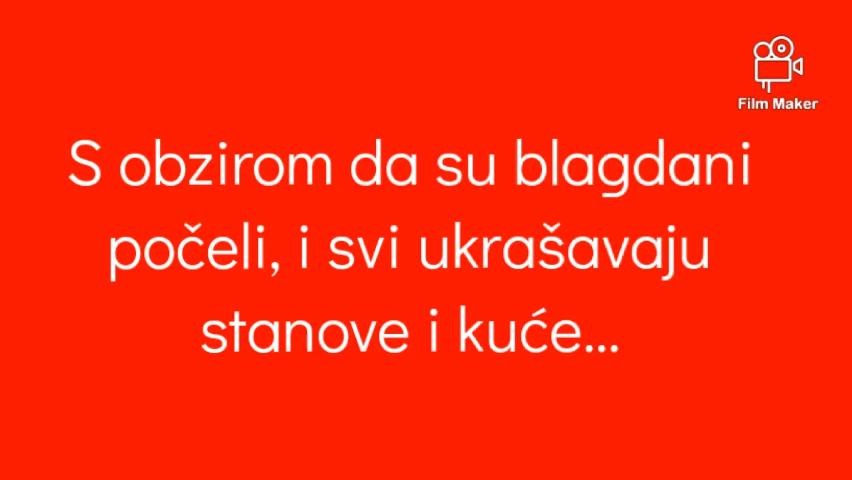 Film Maker
S obzirom da su blagdani
počeli, i svi ukrašavaju
stanove i kuće...